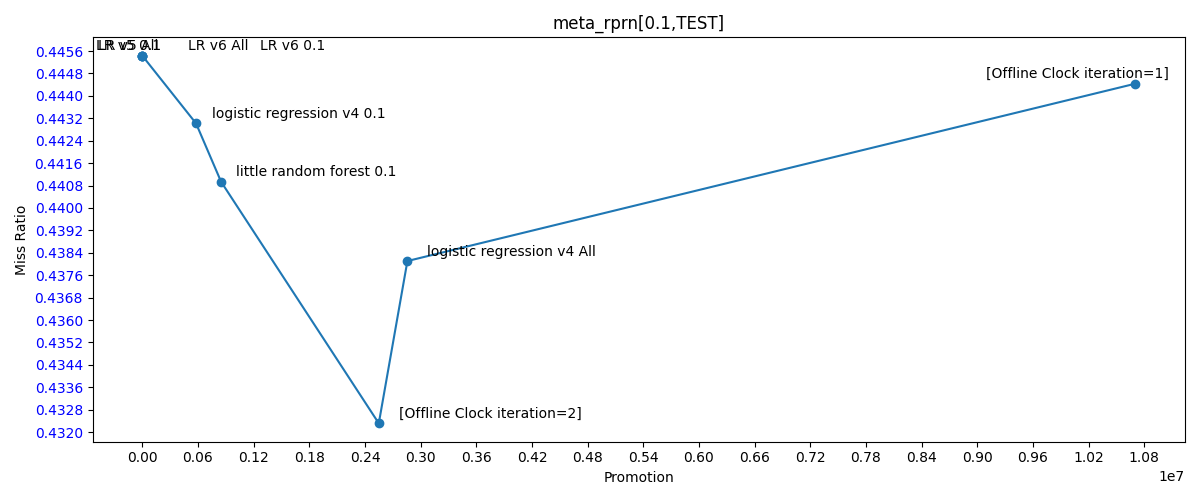 meta_rprn[0.1,TEST]
LR v6 All
LR v6 0.1
[Offline Clock iteration=1]
logistic regression v4 0.1
little random forest 0.1
logistic regression v4 All
[Offline Clock iteration=2]
Miss Ratio
0.4456
0.4448
0.4440
0.4432
0.4424
0.4416
0.4408
0.4400
0.4392
0.4384
0.4376
0.4368
0.4360
0.4352
0.4344
0.4336
0.4328
0.4320
0.00 0.06 0.12 0.18 0.24 0.30 0.36 0.42 0.48 0.54 0.60 0.66 0.72 0.78 0.84 0.90 0.96 1.02 1.08
1e7
Promotion